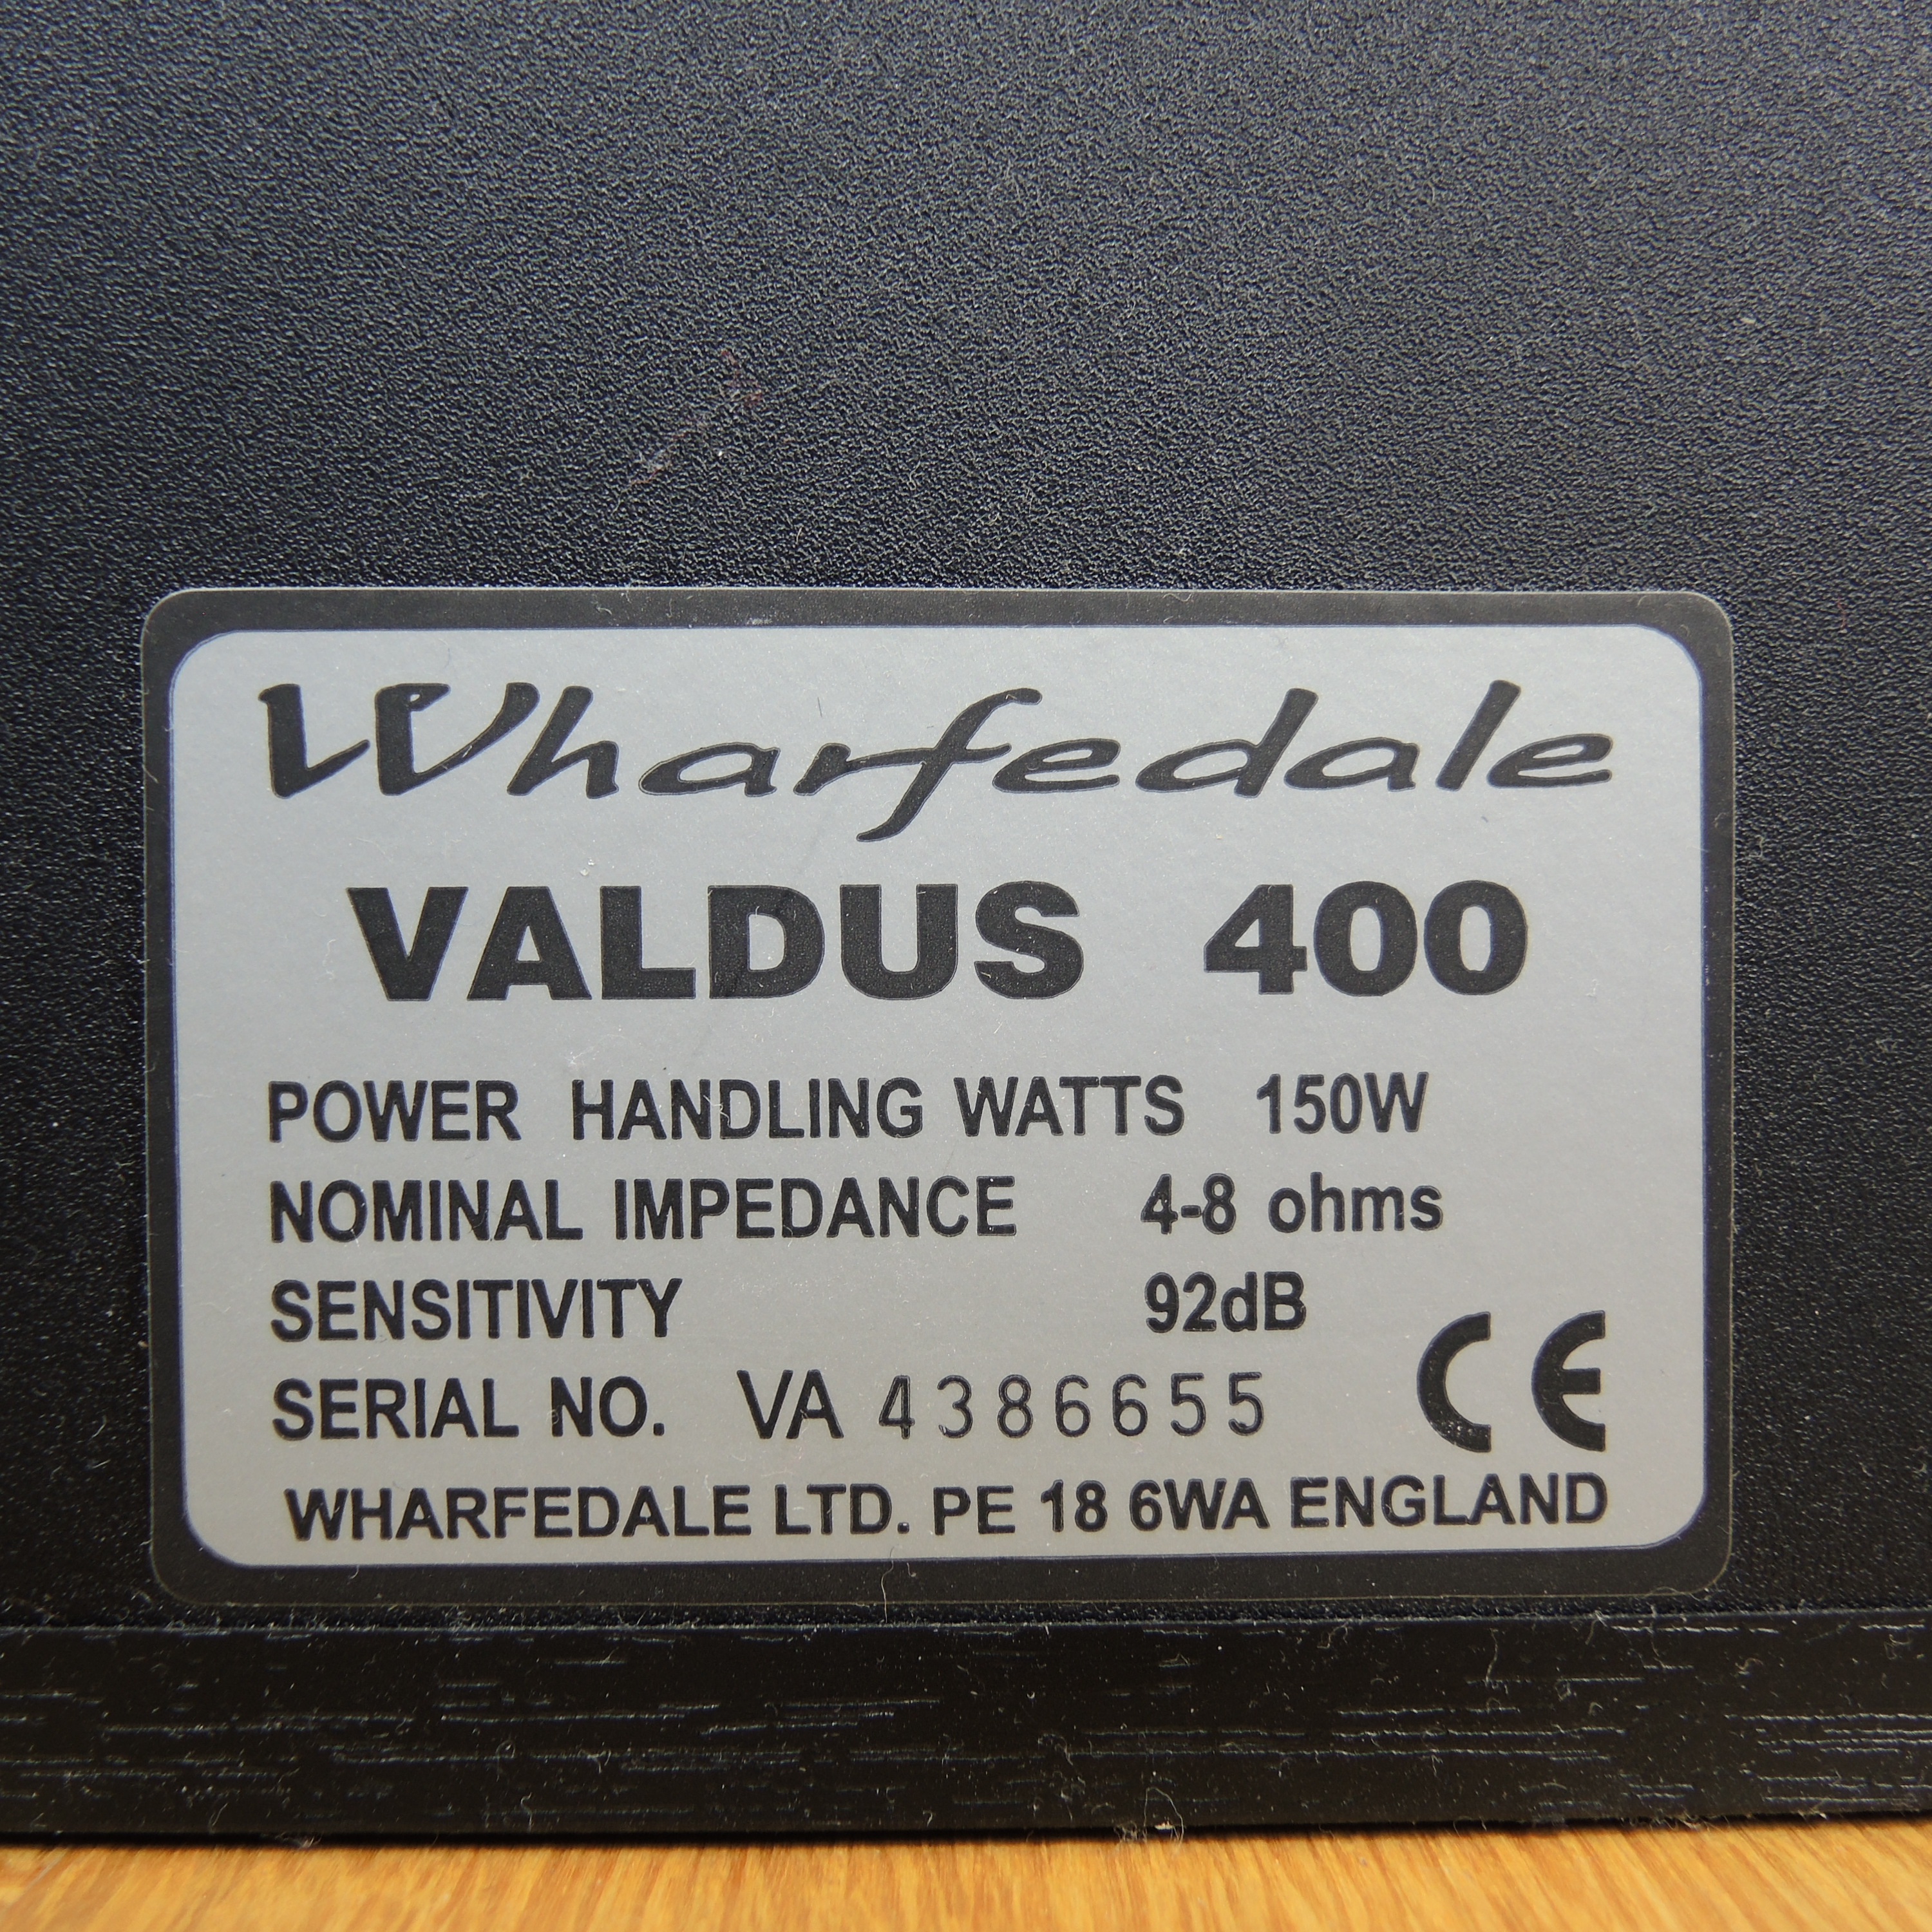 Wharfedale
VALDUS 400
POWER HANDLING WATTS 150W
NOMINAL IMPEDANCE 4-8 ohms
SENSITIVITY 92dB
SERIAL NO. VA 4386655
CE
WHARFEDALE LTD. PE 18 6WA ENGLAND